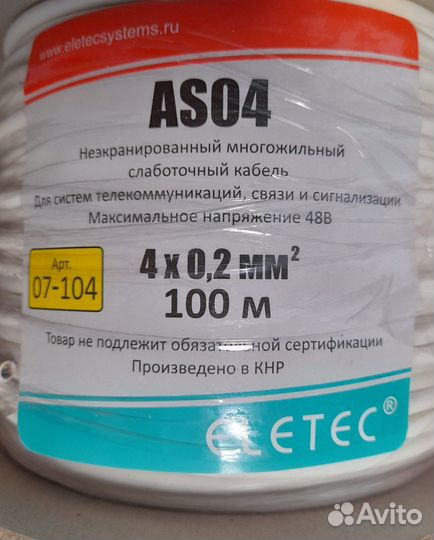 www.eletecsystems.ru
AS04
Неэкранированный многожильный
слаботочный кабель
Для систем телекоммуникаций, связи и сигнализации
Максимальное напряжение 48В
Арт.
07-104
4 х 0,2 мм²
100 м
Товар не подлежит обязательной сертификации
Произведено в КНР
ELETEC®
Avito